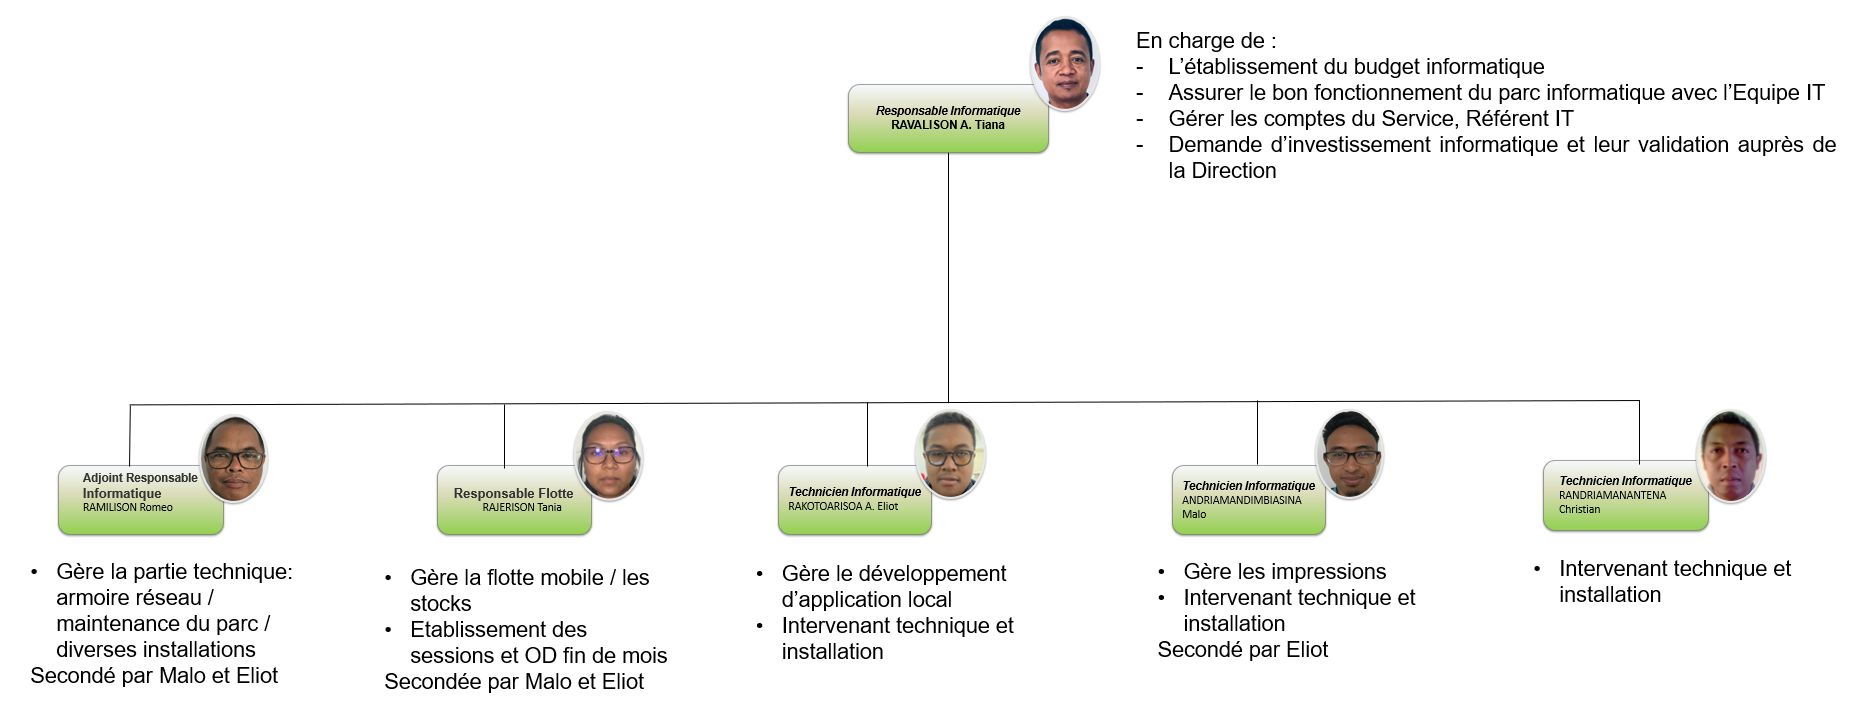 En charge de :
- L’établissement du budget informatique
- Assurer le bon fonctionnement du parc informatique avec l’Equipe IT
- Gérer les comptes du Service, Référent IT
- Demande d’investissement informatique et leur validation auprès de
la Direction
Responsable Informatique
RAVALISON A. Tiana
Adjoint Responsable
Informatique
RAMILISON Romeo
• Gère la partie technique:
armoire réseau /
maintenance du parc /
diverses installations
Secondé par Malo et Eliot
Responsable Flotte
RAJERISON Tania
• Gère la flotte mobile / les
stocks
• Etablissement des
sessions et OD fin de mois
Secondée par Malo et Eliot
Technicien Informatique
RAKOTOARISOA A. Eliot
• Gère le développement
d’application local
• Intervenant technique et
installation
Technicien Informatique
ANDRIAMANDIMBIASINA
Malo
• Gère les impressions
• Intervenant technique et
installation
Secondé par Eliot
Technicien Informatique
RANDRIAMANANTENA
Christian
• Intervenant technique et
installation